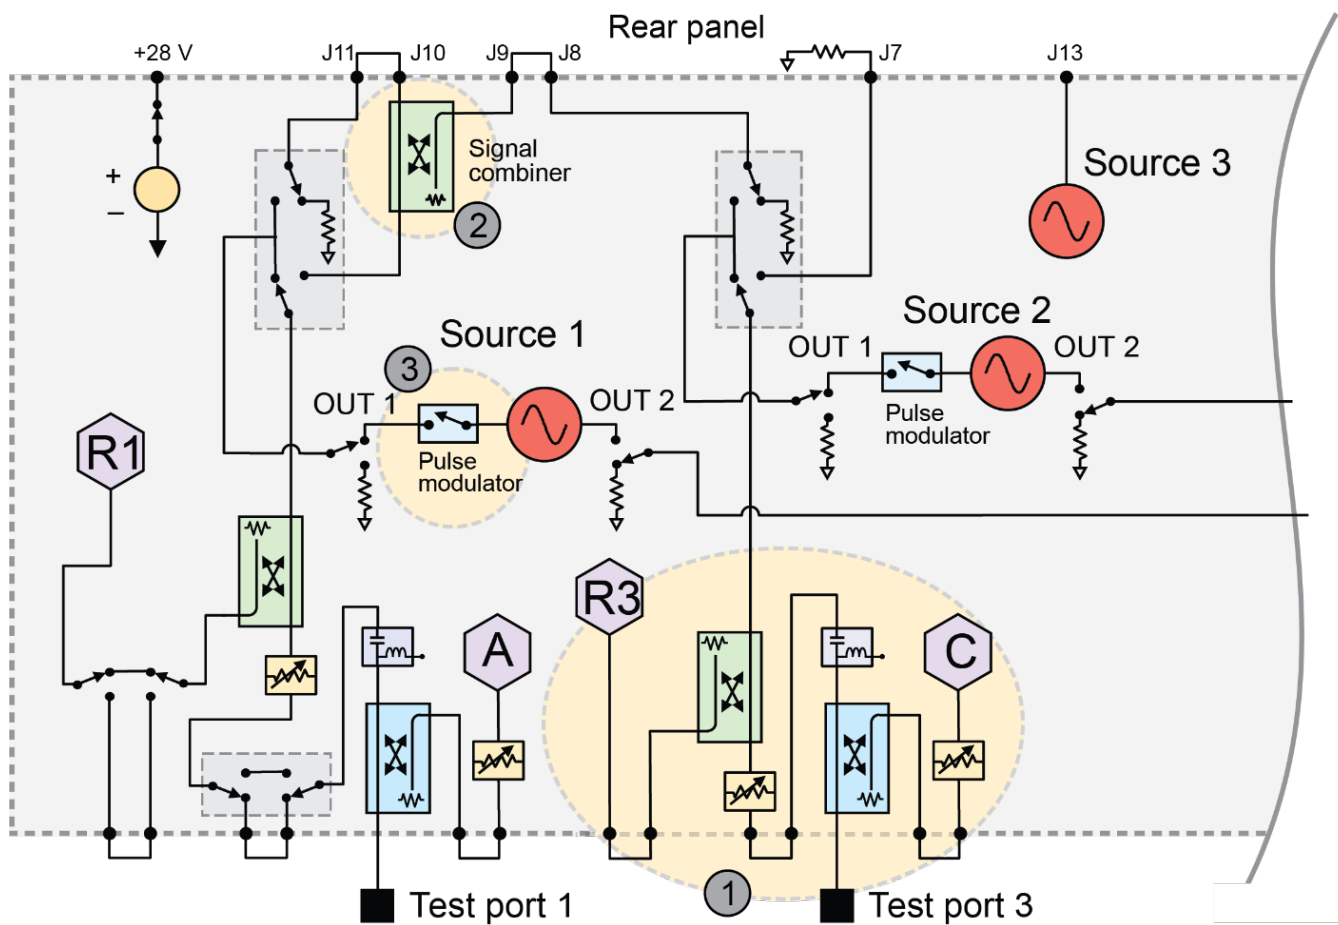 Rear panel
+28 V
J11
J10
J9
J8
J7
J13
Signal
combiner
Source 3
+
–
2
Source 2
Source 1
OUT 1
OUT 2
3
OUT 1
OUT 2
Pulse
modulator
R1
Pulse
modulator
R3
A
C
1
Test port 1
Test port 3